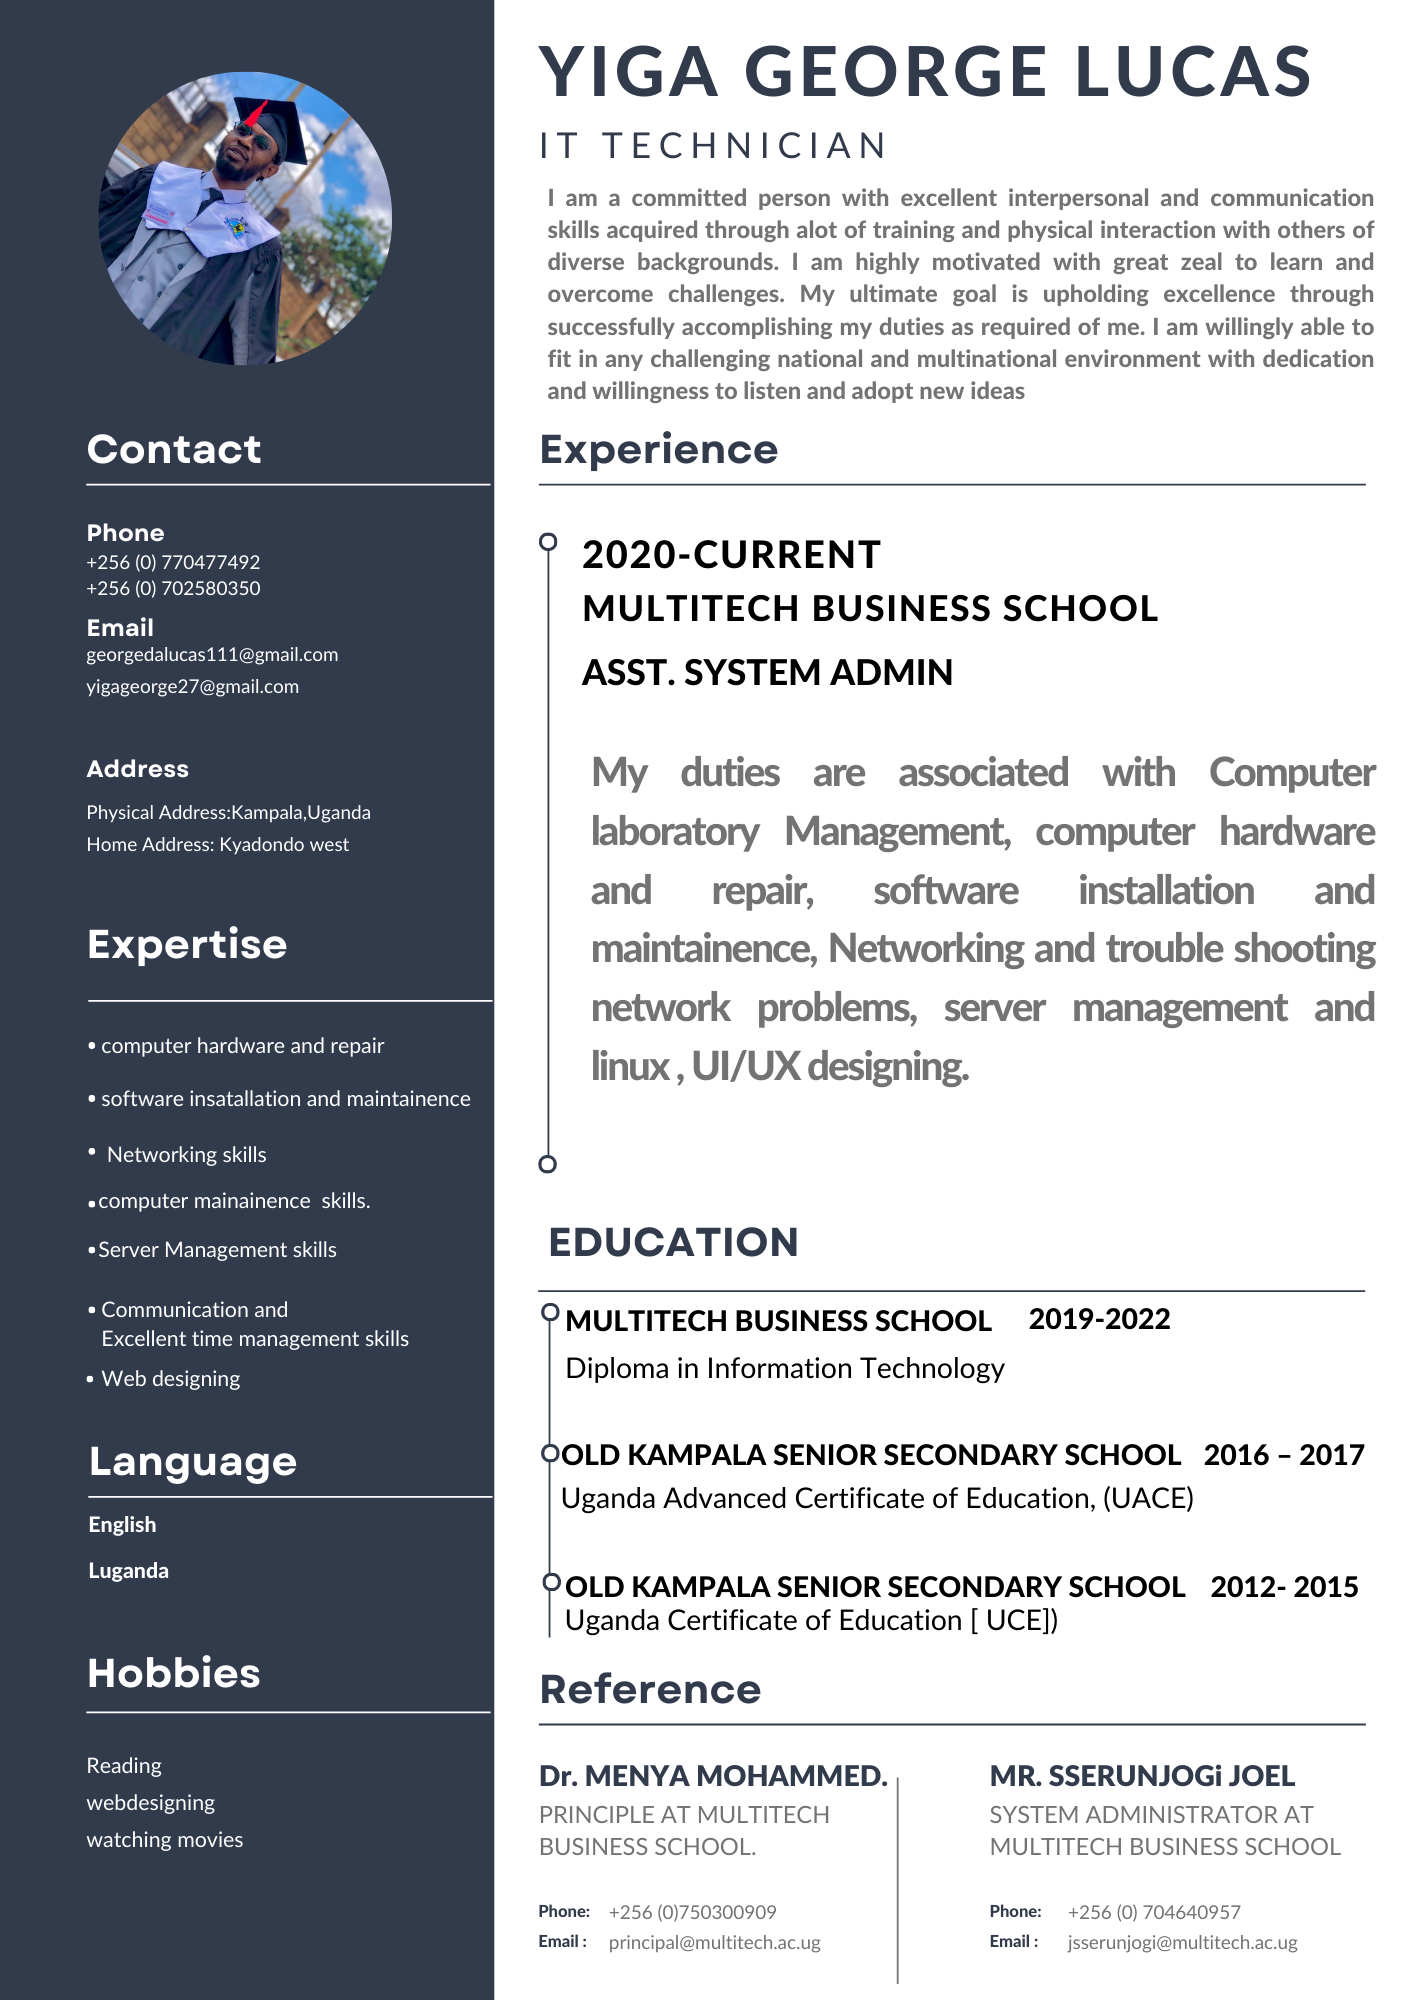 YIGA GEORGE LUCAS
IT TECHNICIAN
I am a committed person with excellent interpersonal and communication
skills acquired through alot of training and physical interaction with others of
diverse backgrounds. I am highly motivated with great zeal to learn and
overcome challenges. My ultimate goal is upholding excellence through
successfully accomplishing my duties as required of me. I am willingly able to
fit in any challenging national and multinational environment with dedication
and willingness to listen and adopt new ideas
Contact
Phone
+256 (0) 770477492
+256 (0) 702580350
Email
georgedalucas111@gmail.com
yigageorge27@gmail.com
Address
Physical Address:Kampala,Uganda
Home Address: Kyadondo west
Expertise
• computer hardware and repair
• software insatallation and maintainence
• Networking skills
• computer mainainence skills.
• Server Management skills
• Communication and
Excellent time management skills
• Web designing
Language
English
Luganda
Hobbies
Reading
webdesigning
watching movies
Experience
2020-CURRENT
MULTITECH BUSINESS SCHOOL
ASST. SYSTEM ADMIN
My duties are associated with Computer
laboratory Management, computer hardware
and repair, software installation and
maintainence, Networking and trouble shooting
network problems, server management and
linux , UI/UX designing.
EDUCATION
MULTITECH BUSINESS SCHOOL 2019-2022
Diploma in Information Technology
OLD KAMPALA SENIOR SECONDARY SCHOOL 2016 – 2017
Uganda Advanced Certificate of Education, (UACE)
OLD KAMPALA SENIOR SECONDARY SCHOOL 2012- 2015
Uganda Certificate of Education [ UCE])
Reference
Dr. MENYA MOHAMMED.
PRINCIPLE AT MULTITECH
BUSINESS SCHOOL.
Phone: +256 (0)750300909
Email : principal@multitech.ac.ug
MR. SSERUNJOGi JOEL
SYSTEM ADMINISTRATOR AT
MULTITECH BUSINESS SCHOOL
Phone: +256 (0) 704640957
Email : jsserunjogi@multitech.ac.ug